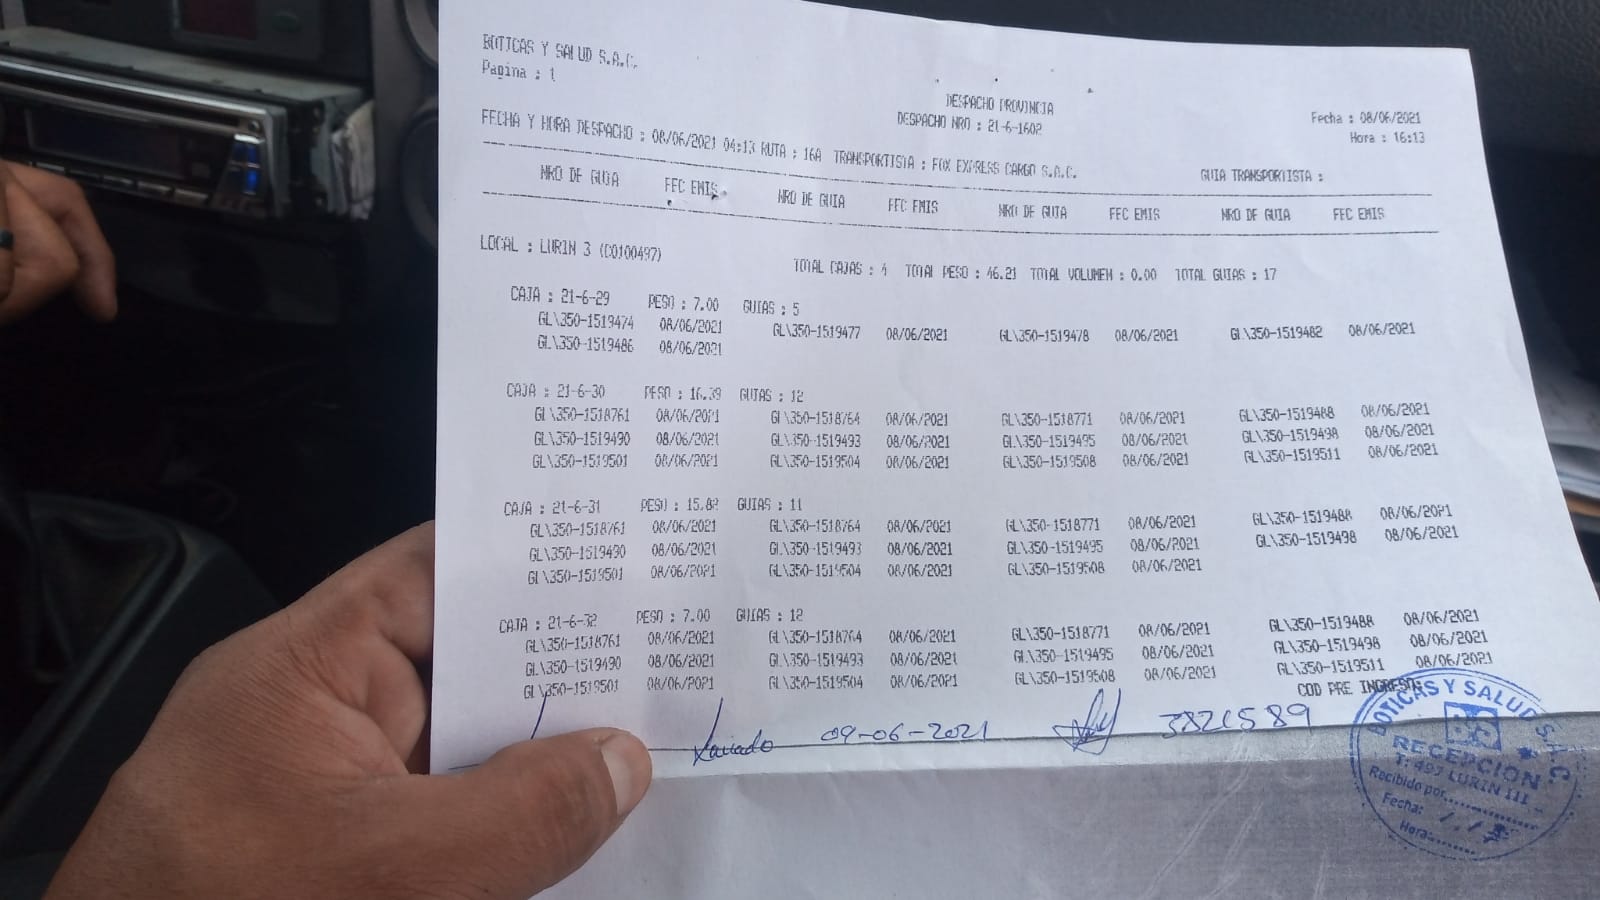 BOTICAS Y SALUD S.A.C.
Pagina : 1
DESPACHO PROVINCIA
DESPACHO NRO : 21-6-1602
Fecha : 08/06/2021
Hora : 16:13
FECHA Y HORA DESPACHO : 08/06/2021 04:13 RUTA : 16A TRANSPORTISTA : FOX EXPRESS CARGO S.A.C.
GUIA TRANSPORTISTA :
NRO DE GUIA FEC EMIS NRO DE GUIA FEC EMIS NRO DE GUIA FEC EMIS NRO DE GUIA FEC EMIS
LOCAL : LURIN 3 (C0100497) TOTAL CAJAS : 4 TOTAL PESO : 46.21 TOTAL VOLUMEN : 0.00 TOTAL GUIAS : 17
CAJA : 21-6-29 PESO : 7.00 GUIAS : 5
GL\350-1519474 08/06/2021 GL\350-1519477 08/06/2021 GL\350-1519478 08/06/2021 GL\350-1519482 08/06/2021
GL\350-1519486 08/06/2021
CAJA : 21-6-30 PESO : 16.39 GUIAS : 12
GL\350-1518761 08/06/2021 GL\350-1518764 08/06/2021 GL\350-1518771 08/06/2021 GL\350-1519488 08/06/2021
GL\350-1519490 08/06/2021 GL\350-1519493 08/06/2021 GL\350-1519495 08/06/2021 GL\350-1519498 08/06/2021
GL\350-1519501 08/06/2021 GL\350-1519504 08/06/2021 GL\350-1519508 08/06/2021 GL\350-1519511 08/06/2021
CAJA : 21-6-31 PESO : 15.82 GUIAS : 11
GL\350-1518761 08/06/2021 GL\350-1518764 08/06/2021 GL\350-1518771 08/06/2021 GL\350-1519488 08/06/2021
GL\350-1519490 08/06/2021 GL\350-1519493 08/06/2021 GL\350-1519495 08/06/2021 GL\350-1519498 08/06/2021
GL\350-1519501 08/06/2021 GL\350-1519504 08/06/2021 GL\350-1519508 08/06/2021
CAJA : 21-6-32 PESO : 7.00 GUIAS : 12
GL\350-1518761 08/06/2021 GL\350-1518764 08/06/2021 GL\350-1518771 08/06/2021 GL\350-1519488 08/06/2021
GL\350-1519490 08/06/2021 GL\350-1519493 08/06/2021 GL\350-1519495 08/06/2021 GL\350-1519498 08/06/2021
GL\350-1519501 08/06/2021 GL\350-1519504 08/06/2021 GL\350-1519508 08/06/2021 GL\350-1519511 08/06/2021
COD PRE INGRESO:
09-06-2021
BOTICAS Y SALUD S.A.C.
RECEPCION
T: 497 LURIN III
Recibido por
Fecha:
Hora: